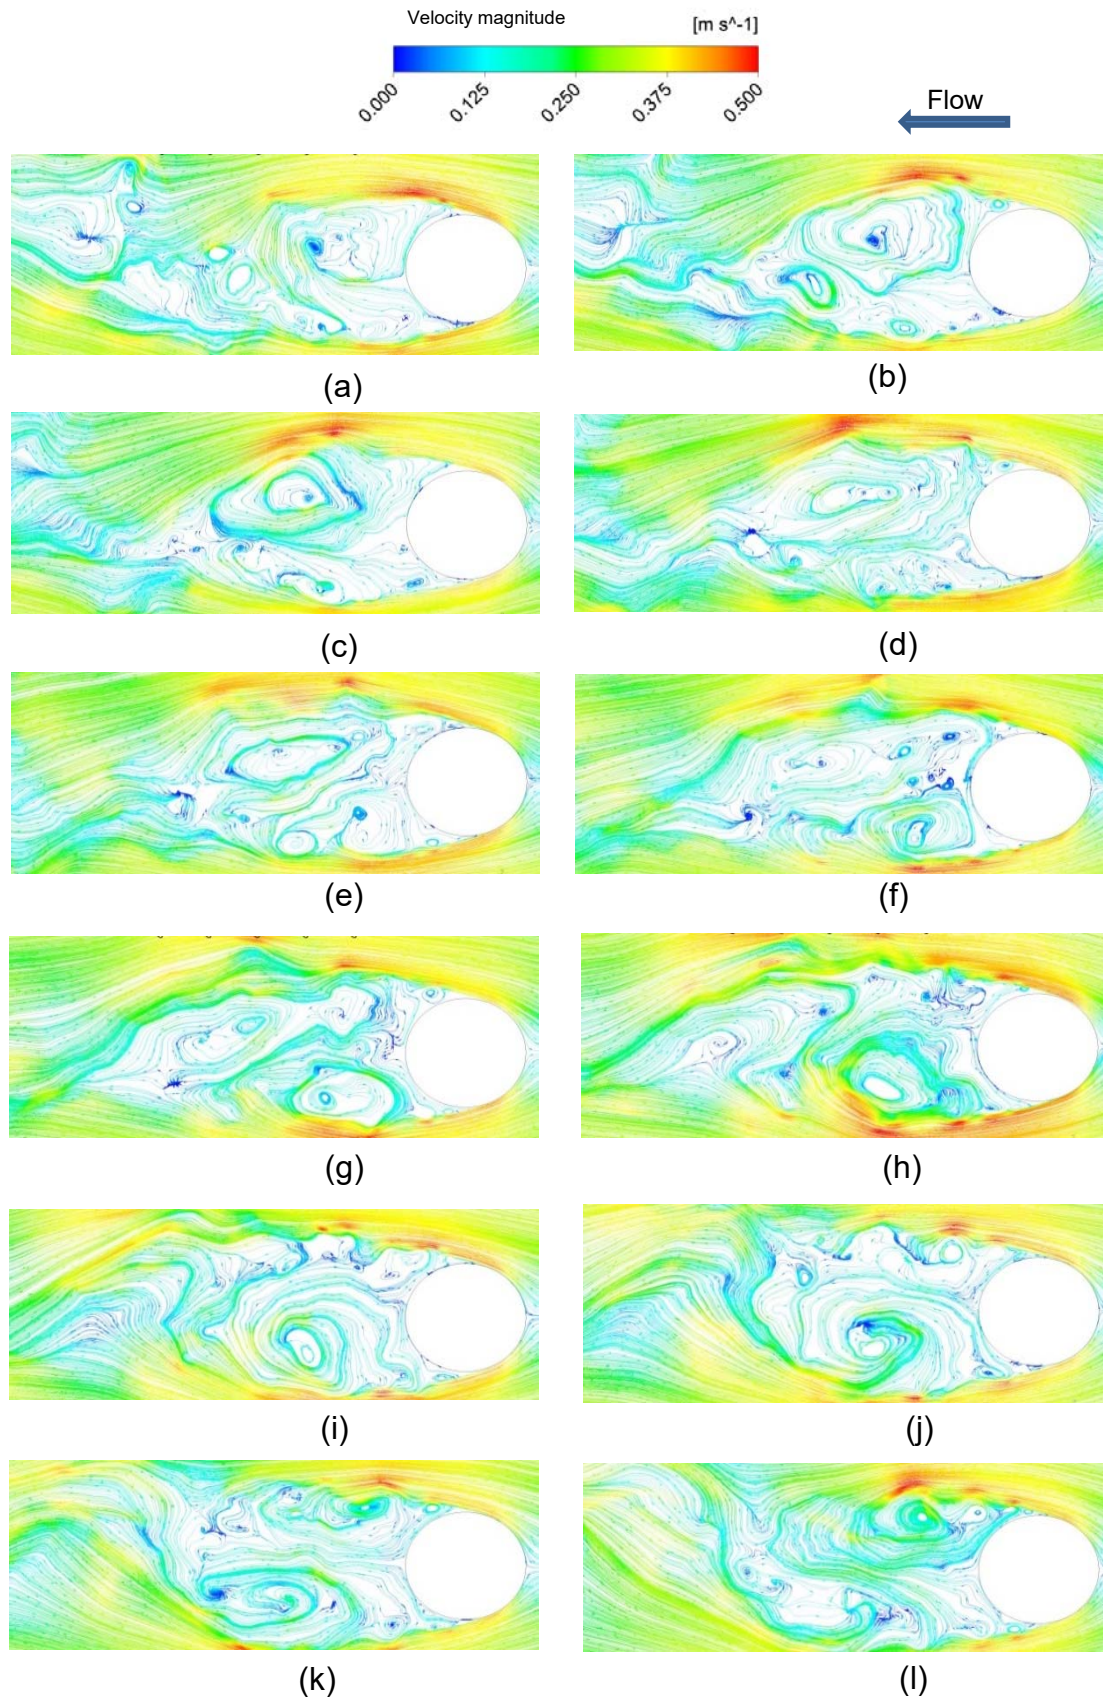 Velocity magnitude
[m s^-1]
0.000
0.125
0.250
0.375
0.500
Flow
(a)
(b)
(c)
(d)
(e)
(f)
(g)
(h)
(i)
(j)
(k)
(l)